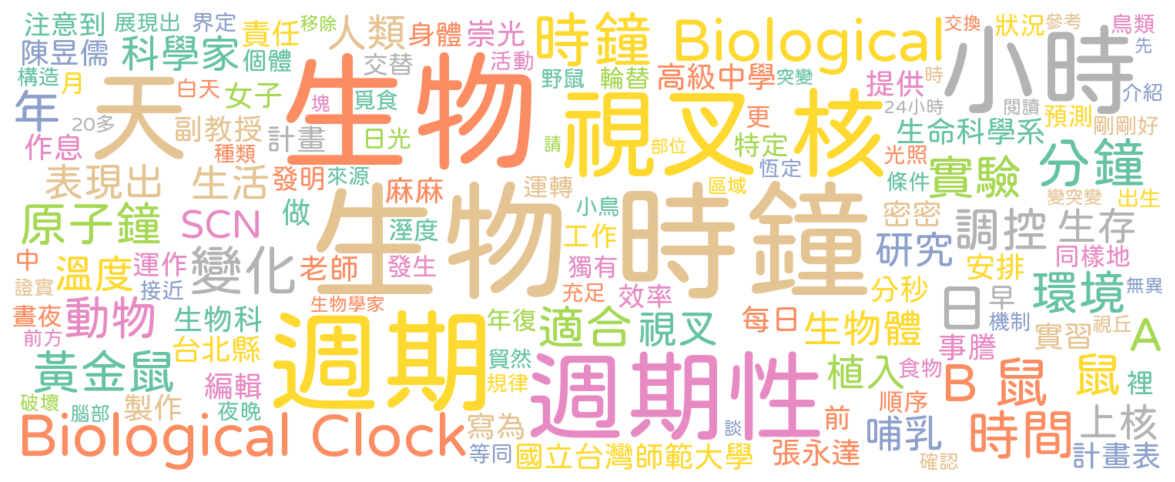 注意到 展現出 界定 責任 移除 人類 身體 崇光 時鐘 Biological 交換 狀況 參考 鳥類
陳昱儒 科學家 個體 交替 活動 小時 先
構造 月 白天 女子 塊 覓食 生物 野鼠 輪替 高級中學 突變 提供 時 介紹
年 20多 天 副教授 計畫 日光 視叉核 更 24小時 閱讀 預測 剛剛好
作息 種類 請 部位 特定 生命科學系
表現出 生活 發明 來源 麻麻 運轉 區域 恆定 光照 條件 實驗 分鐘 變突變 出生
原子鐘 SCN 做 溼度 生物時鐘 小鳥 工作 密密 調控 生存
中 溫度 運作 變化 老師 發生 獨有 研究 安排 同樣地
證實 接近 生物學家 充足 效率 分秒 日 早 環境 無異
晝夜 動物 生物科 週期 年復 適合 視叉 每日 生物體 機制 實習 視丘
前方 台北縣 貿然 事騰 A
黃金鼠 編輯 規律 週期性 植入 食物 B 鼠 鼠 裡
破壞 腦部 製作 夜晚 順序
Biological Clock 寫為 談 前 哺乳 時間 上核
等同 國立台灣師範大學 張永達 確認 計畫表